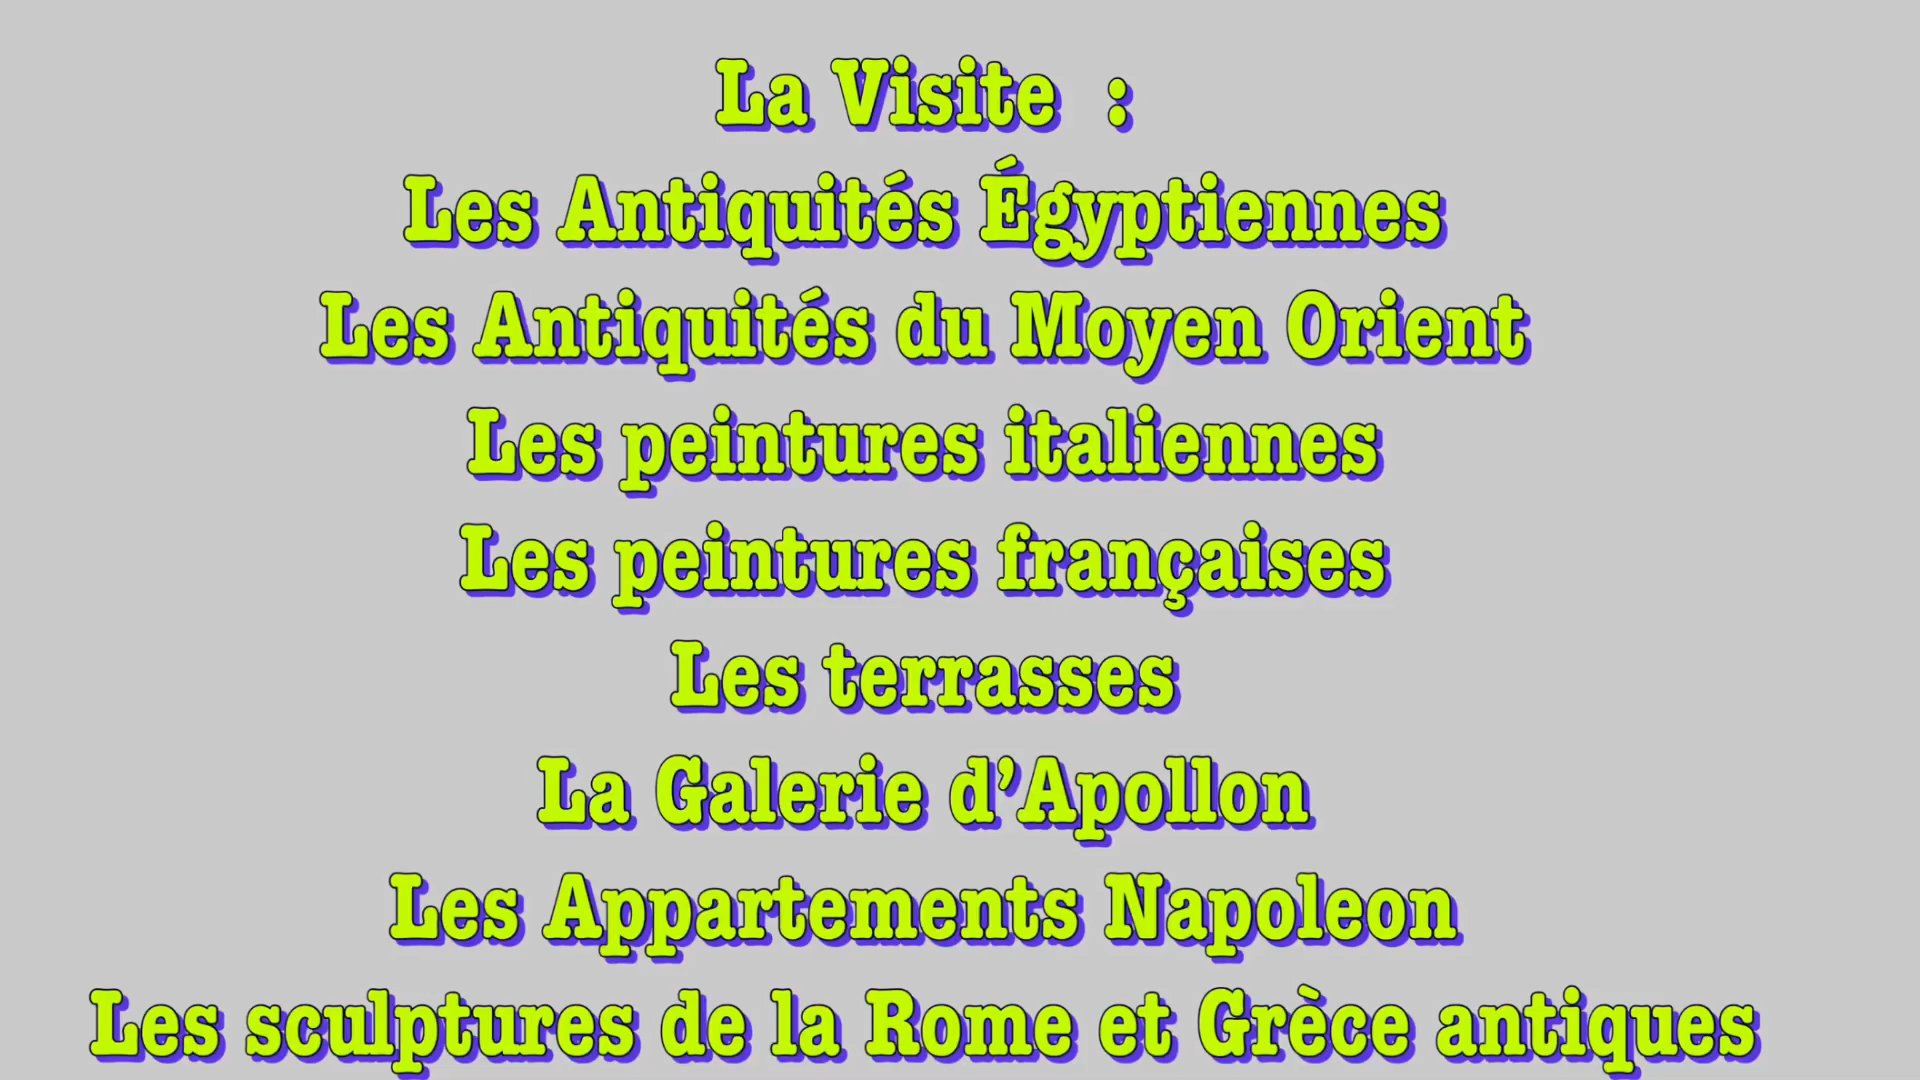 La Visite :
Les Antiquités Égyptiennes
Les Antiquités du Moyen Orient
Les peintures italiennes
Les peintures françaises
Les terrasses
La Galerie d’Apollon
Les Appartements Napoleon
Les sculptures de la Rome et Grèce antiques